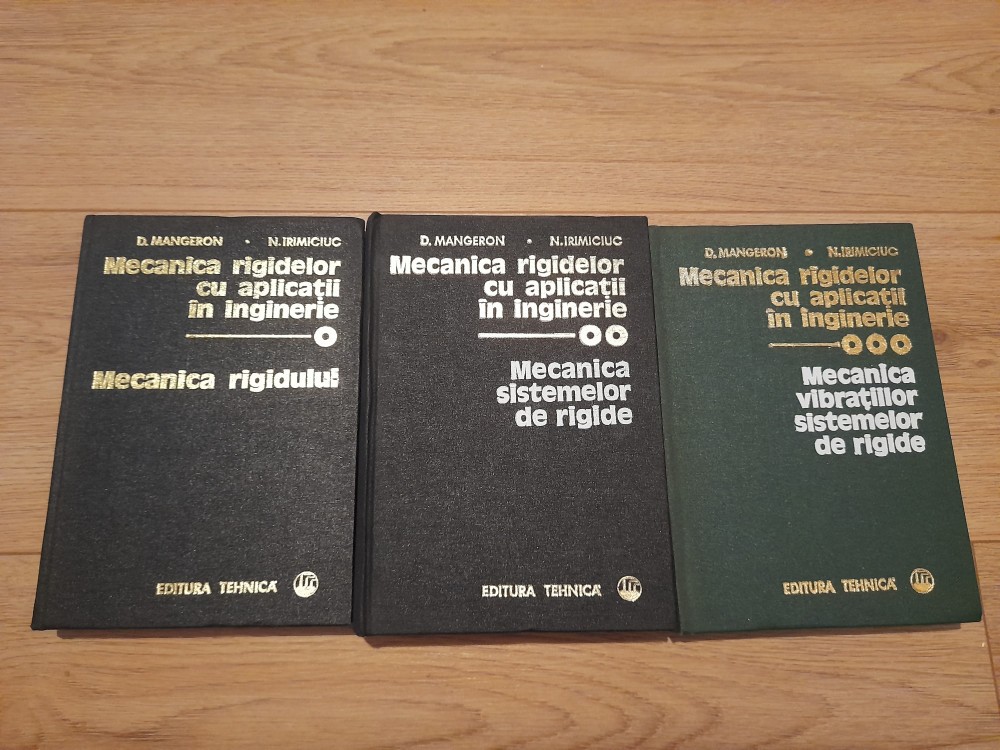 D. MANGERON • N. IRIMICIUC
Mecanica rigidelor
cu aplicații
în inginerie
Mecanica rigidului
EDITURA TEHNICĂ
D. MANGERON • N. IRIMICIUC
Mecanica rigidelor
cu aplicații
în inginerie
Mecanica
sistemelor
de rigide
EDITURA TEHNICĂ
D. MANGERON • N. IRIMICIUC
Mecanica rigidelor
cu aplicații
în inginerie
Mecanica
vibrațiilor
sistemelor
de rigide
EDITURA TEHNICĂ